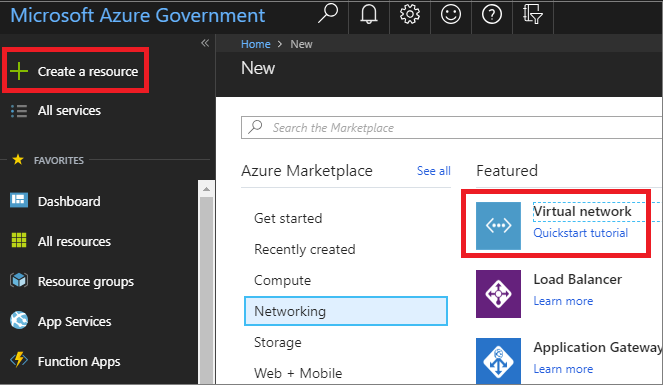 Microsoft Azure Government
Home > New
New
Create a resource
All services
FAVORITES
Dashboard
All resources
Resource groups
App Services
Function Apps
Search the Marketplace
Azure Marketplace See all
Get started
Recently created
Compute
Networking
Storage
Web + Mobile
Featured
Virtual network
Quickstart tutorial
Load Balancer
Learn more
Application Gateway
Learn more